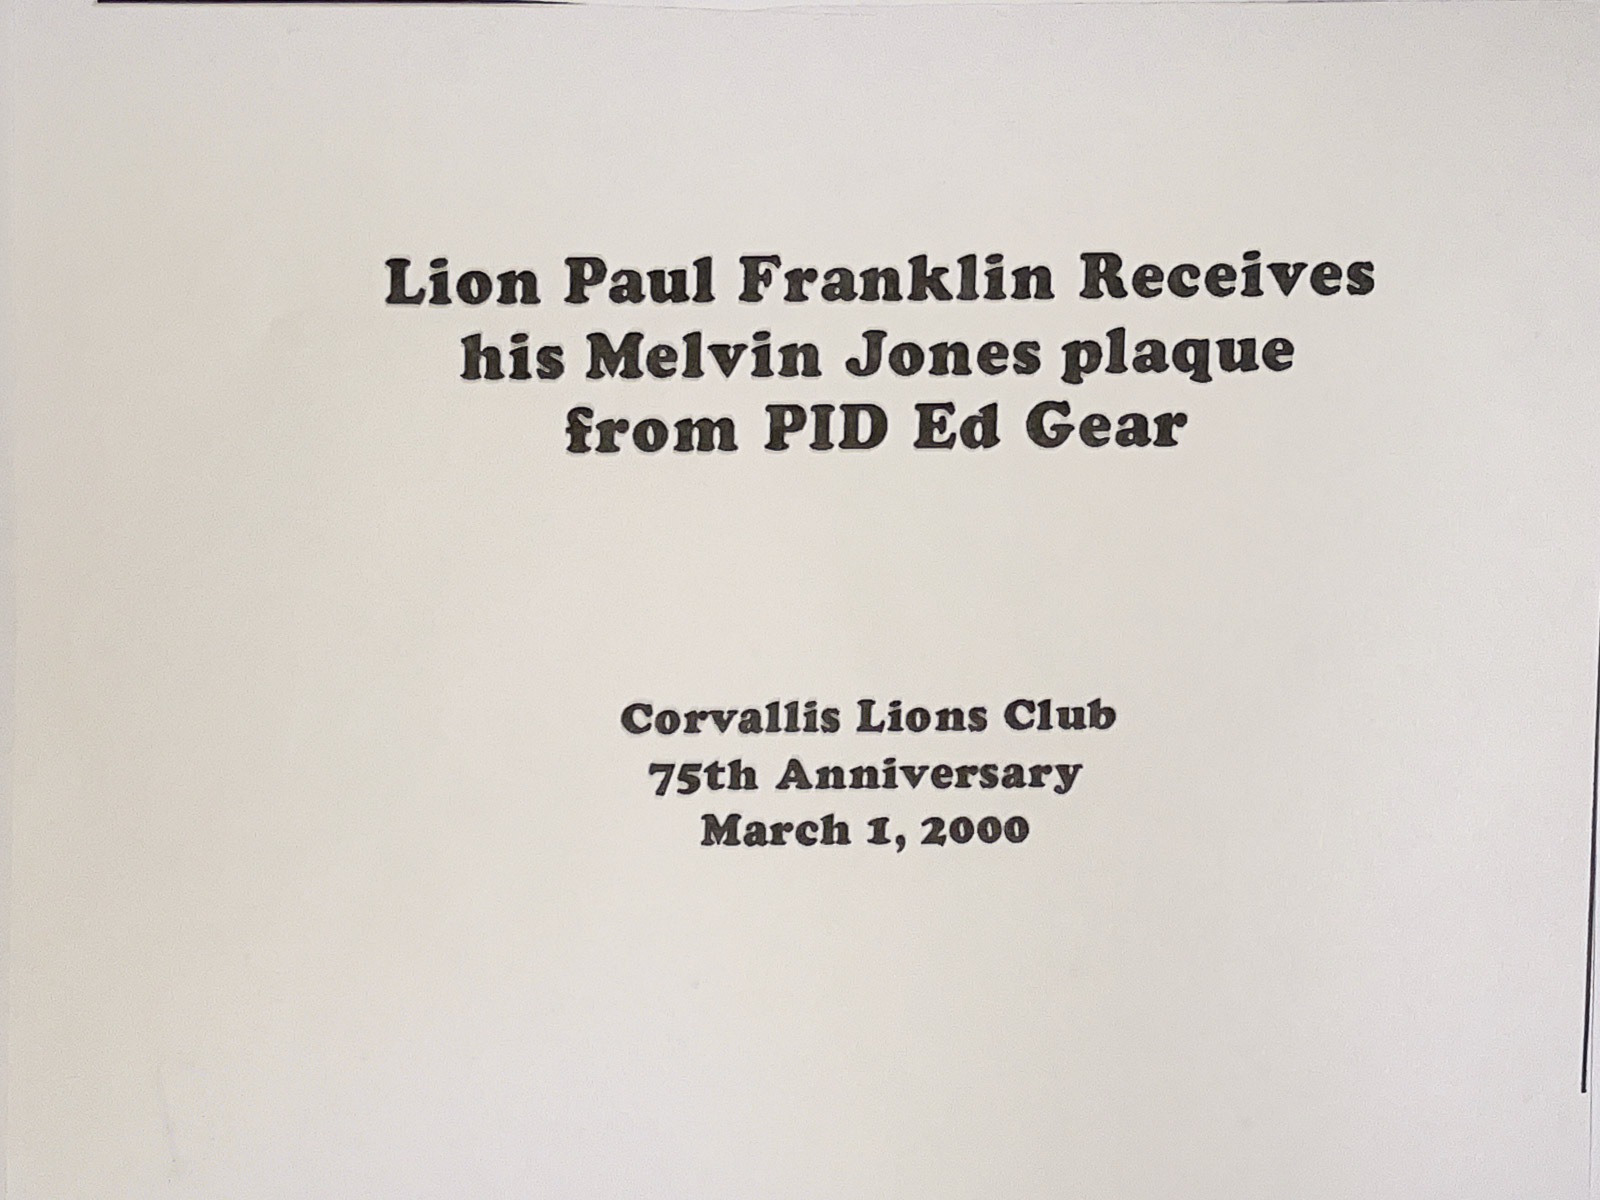 Lion Paul Franklin Receives
his Melvin Jones plaque
from PID Ed Gear
Corvallis Lions Club
75th Anniversary
March 1, 2000